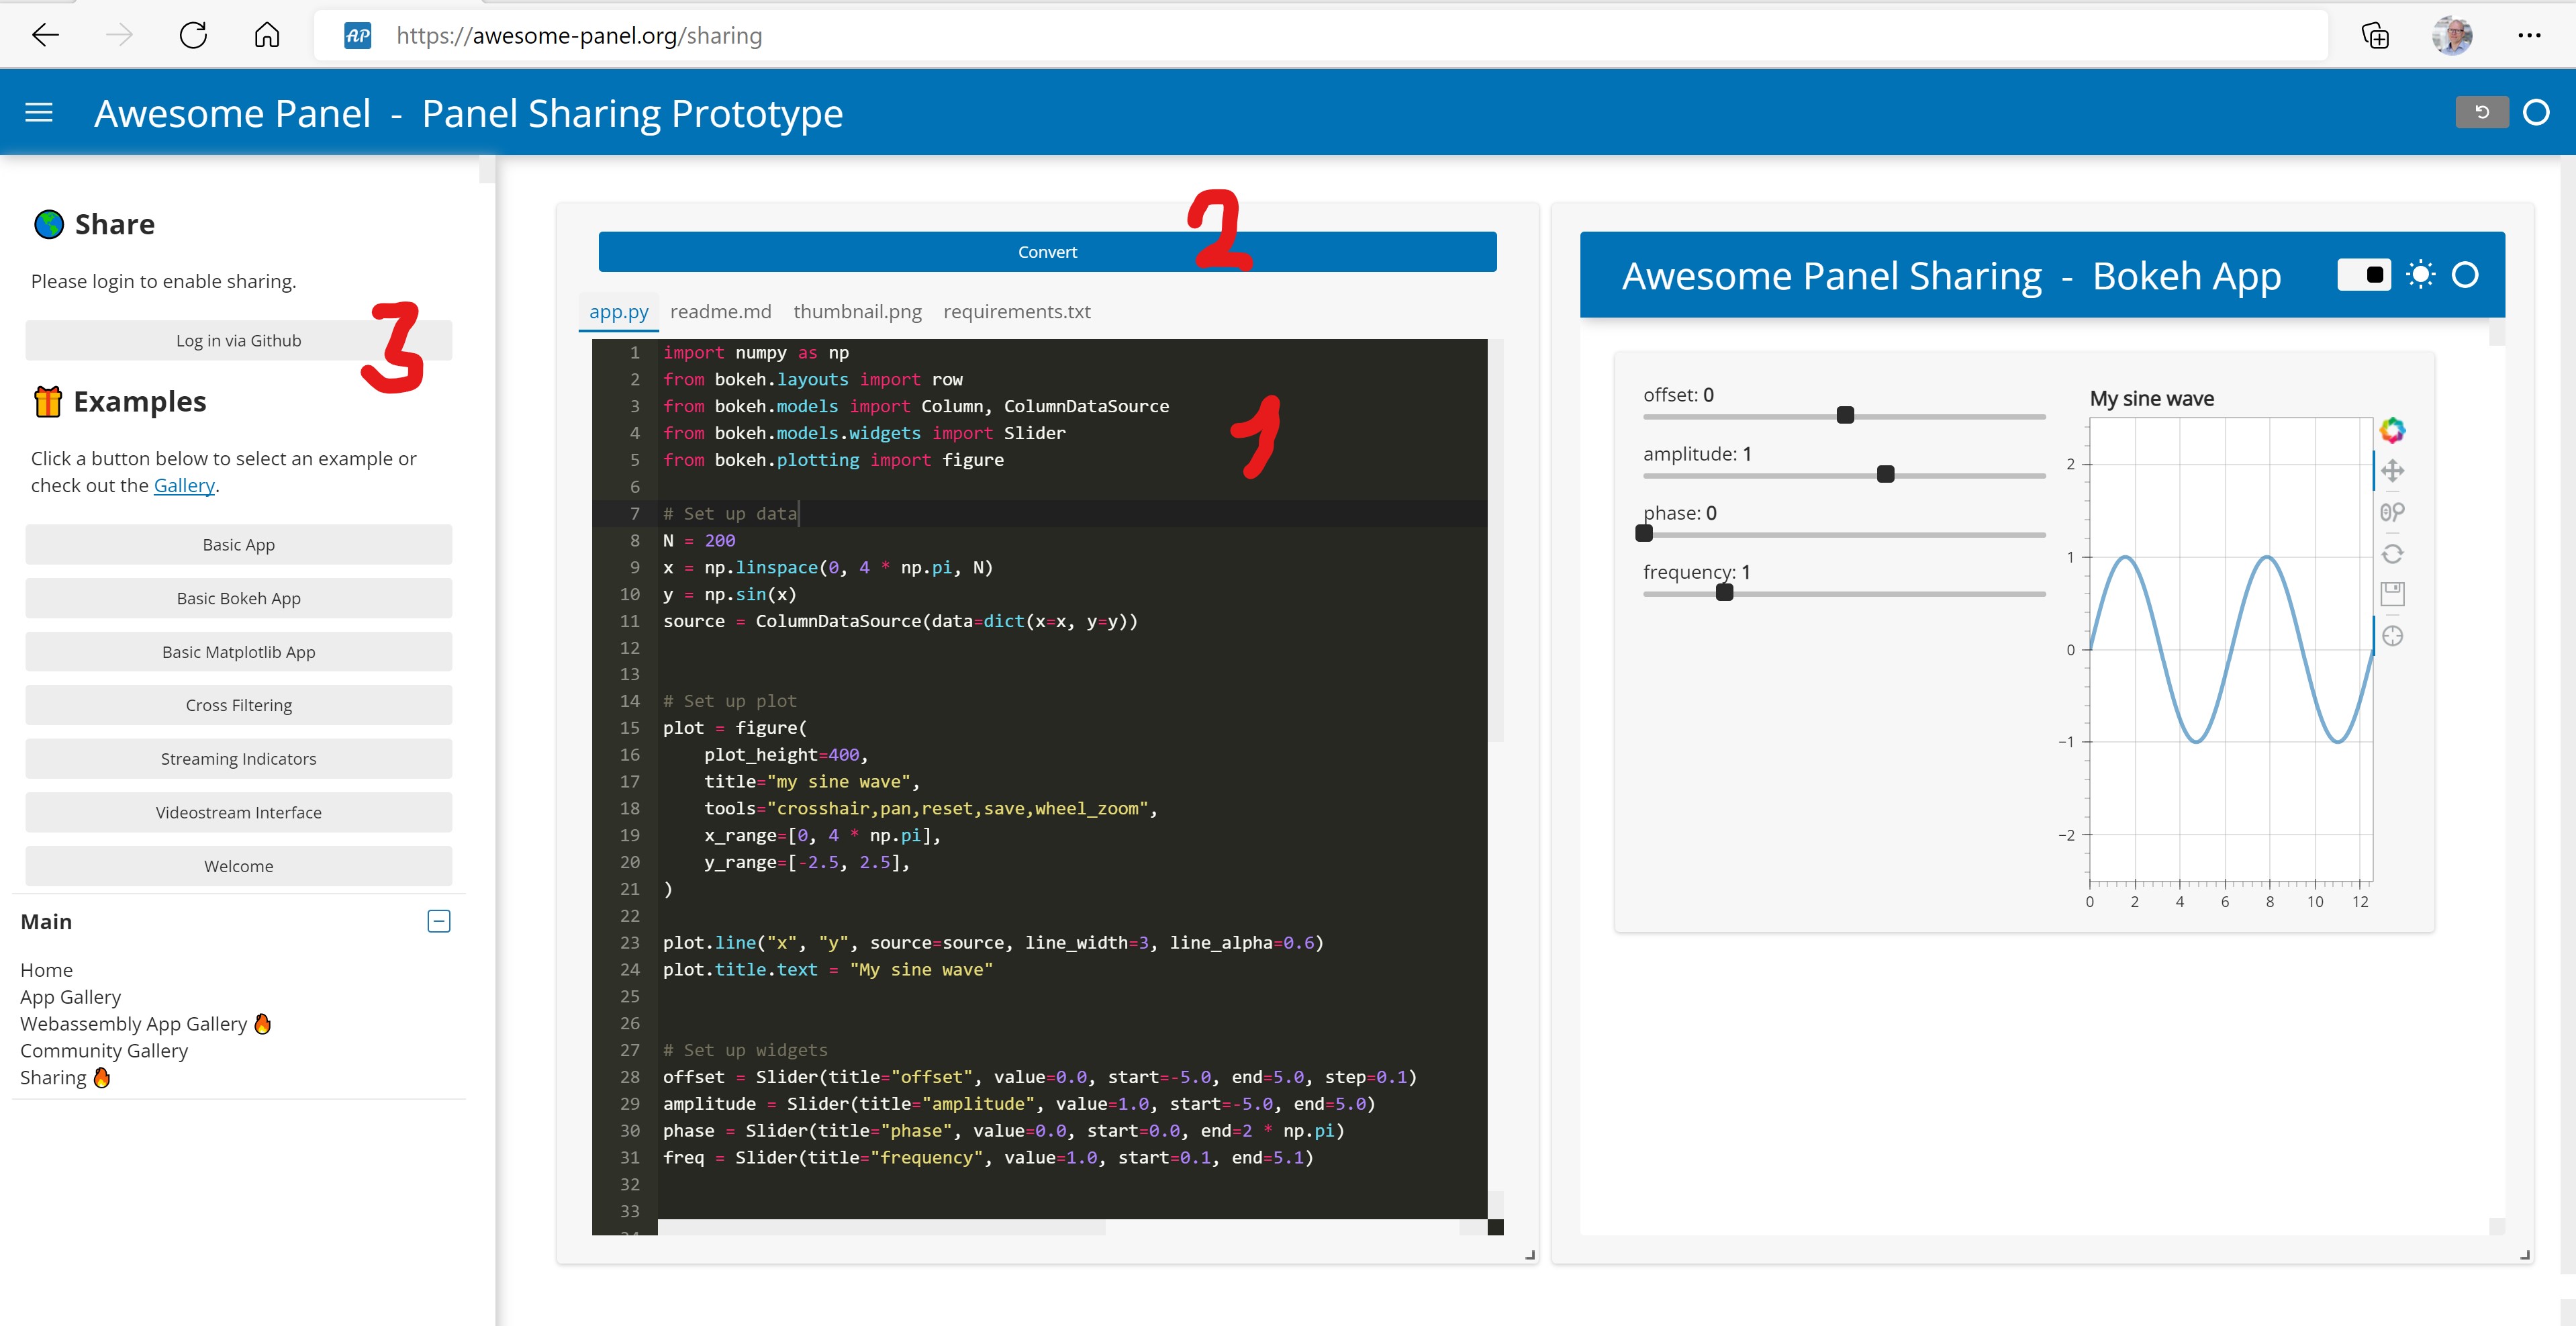 AP https://awesome-panel.org/sharing
Awesome Panel - Panel Sharing Prototype
Share
Please login to enable sharing.
Log in via Github
3
Examples
Click a button below to select an example or
check out the Gallery.
Basic App
Basic Bokeh App
Basic Matplotlib App
Cross Filtering
Streaming Indicators
Videostream Interface
Welcome
Main
Home
App Gallery
Webassembly App Gallery
Community Gallery
Sharing
Convert
2
app.py readme.md thumbnail.png requirements.txt
1
1 import numpy as np
2 from bokeh.layouts import row
3 from bokeh.models import Column, ColumnDataSource
4 from bokeh.models.widgets import Slider
5 from bokeh.plotting import figure
6
7 # Set up data
8 N = 200
9 x = np.linspace(0, 4 * np.pi, N)
10 y = np.sin(x)
11 source = ColumnDataSource(data=dict(x=x, y=y))
12
13
14 # Set up plot
15 plot = figure(
16 plot_height=400,
17 title="my sine wave",
18 tools="crosshair,pan,reset,save,wheel_zoom",
19 x_range=[0, 4 * np.pi],
20 y_range=[-2.5, 2.5],
21 )
22
23 plot.line("x", "y", source=source, line_width=3, line_alpha=0.6)
24 plot.title.text = "My sine wave"
25
26
27 # Set up widgets
28 offset = Slider(title="offset", value=0.0, start=-5.0, end=5.0, step=0.1)
29 amplitude = Slider(title="amplitude", value=1.0, start=-5.0, end=5.0)
30 phase = Slider(title="phase", value=0.0, start=0.0, end=2 * np.pi)
31 freq = Slider(title="frequency", value=1.0, start=0.1, end=5.1)
32
33
34
Awesome Panel Sharing - Bokeh App
offset: 0
amplitude: 1
phase: 0
frequency: 1
My sine wave
2
1
0
−1
−2
0 2 4 6 8 10 12